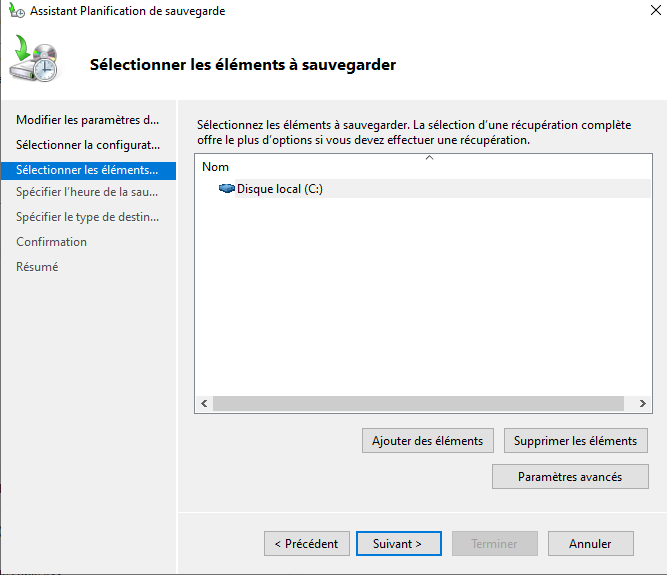 Assistant Planification de sauvegarde
Sélectionner les éléments à sauvegarder
Modifier les paramètres d...
Sélectionner la configurat...
Sélectionner les éléments...
Spécifier l'heure de la sau...
Spécifier le type de destin...
Confirmation
Résumé
Sélectionnez les éléments à sauvegarder. La sélection d'une récupération complète
offre le plus d'options si vous devez effectuer une récupération.
Nom
Disque local (C:)
Ajouter des éléments
Supprimer les éléments
Paramètres avancés
< Précédent
Suivant >
Terminer
Annuler